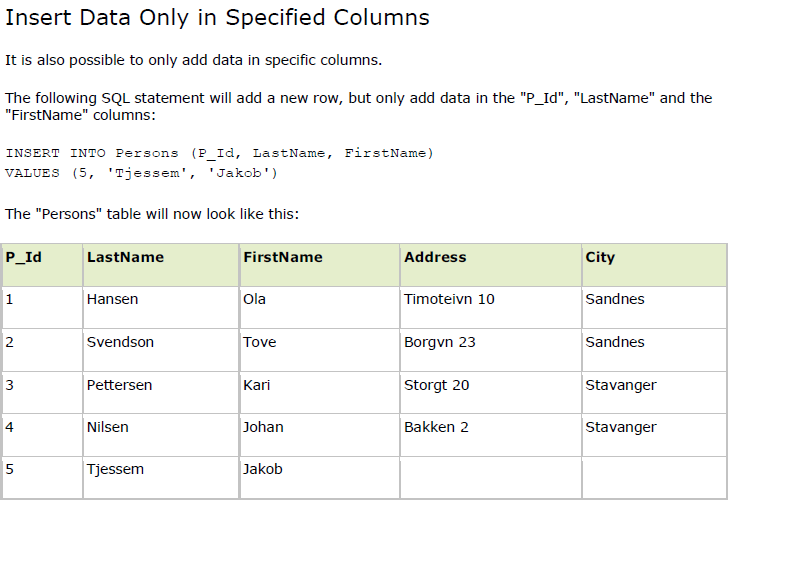 Insert Data Only in Specified Columns
It is also possible to only add data in specific columns.
The following SQL statement will add a new row, but only add data in the "P_Id", "LastName" and the
"FirstName" columns:
INSERT INTO Persons (P_Id, LastName, FirstName)
VALUES (5, 'Tjessem', 'Jakob')
The "Persons" table will now look like this:
P_Id LastName FirstName Address City
1 Hansen Ola Timoteivn 10 Sandnes
2 Svendson Tove Borgvn 23 Sandnes
3 Pettersen Kari Storgt 20 Stavanger
4 Nilsen Johan Bakken 2 Stavanger
5 Tjessem Jakob